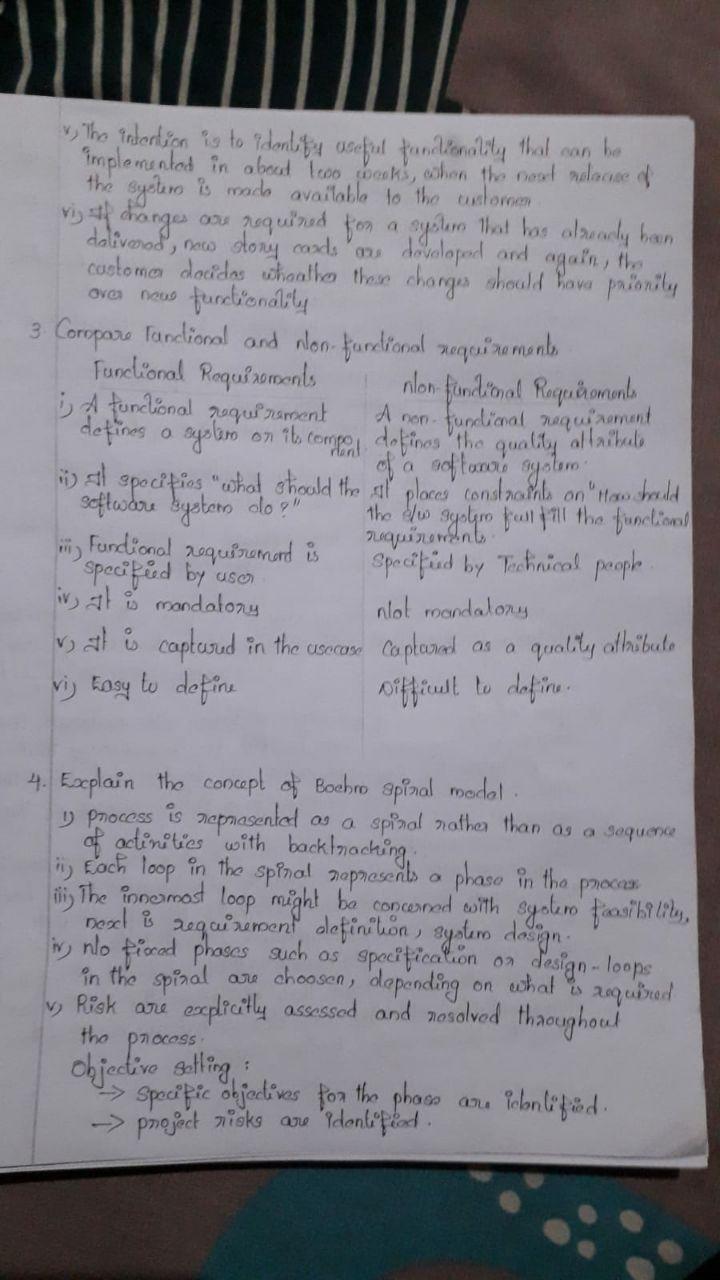 v) The intention is to identify useful functionality that can be
implemented in about two weeks, when the next release of
the system is made available to the customer.
vi) If changes are required for a system that has already been
delivered, new story cards are developed and again, the
customer decides wheather these changes should have priority
over new functionality
3. Compare Functional and Non-functional requirements
Functional Requirements
Non-functional Requirements
i) A functional requirement
defines a system or its component.
A non-functional requirement
defines the quality attribute
of a software system.
ii) It specifies "what should the
software system do?"
It places constraints on "How should
the s/w system full fill the functional
requirements.
iii) Functional requirement is
specified by user.
Specified by Technical people.
iv) It is mandatory
Not mandatory
v) It is captured in the usecase
Captured as a quality attribute
vi) Easy to define
Difficult to define.
4. Explain the concept of Boehm spiral model.
i) process is represented as a spiral rather than as a sequence
of activities with backtracking.
ii) Each loop in the spiral represents a phase in the process
iii) The innermost loop might be concerned with system feasibility,
next is requirement definition, system design.
iv) No fixed phases such as specification or design - loops
in the spiral are choosen, depending on what is required
v) Risk are explicitly assessed and resolved throughout
the process.
Objective setting :
→ specific objectives for the phase are identified.
→ project risks are identified.